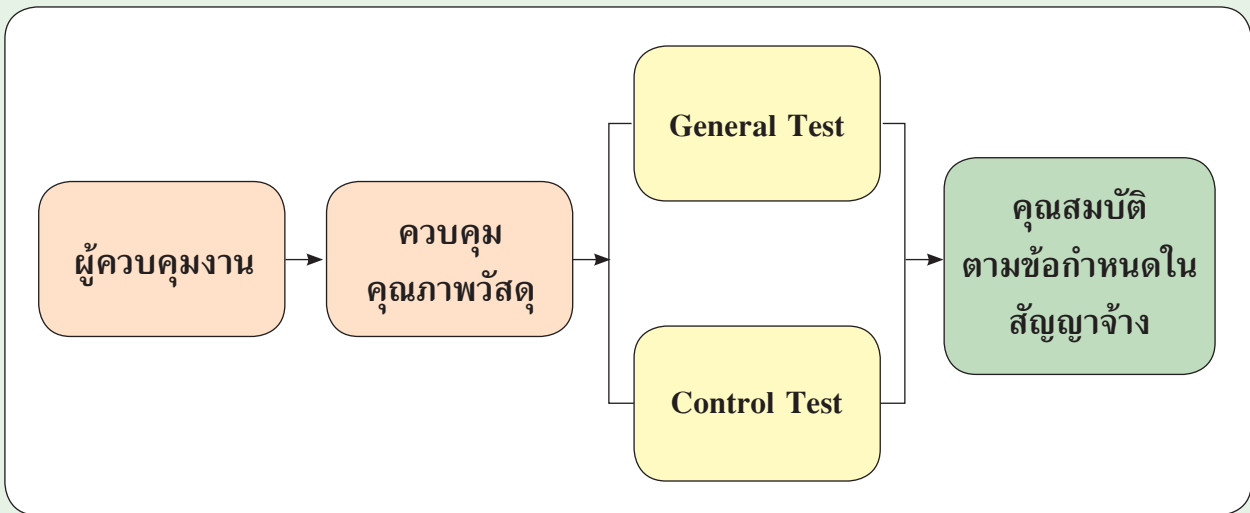 ผู้ควบคุมงาน
ควบคุม
คุณภาพวัสดุ
General Test
Control Test
คุณสมบัติ
ตามข้อกำหนดใน
สัญญาจ้าง